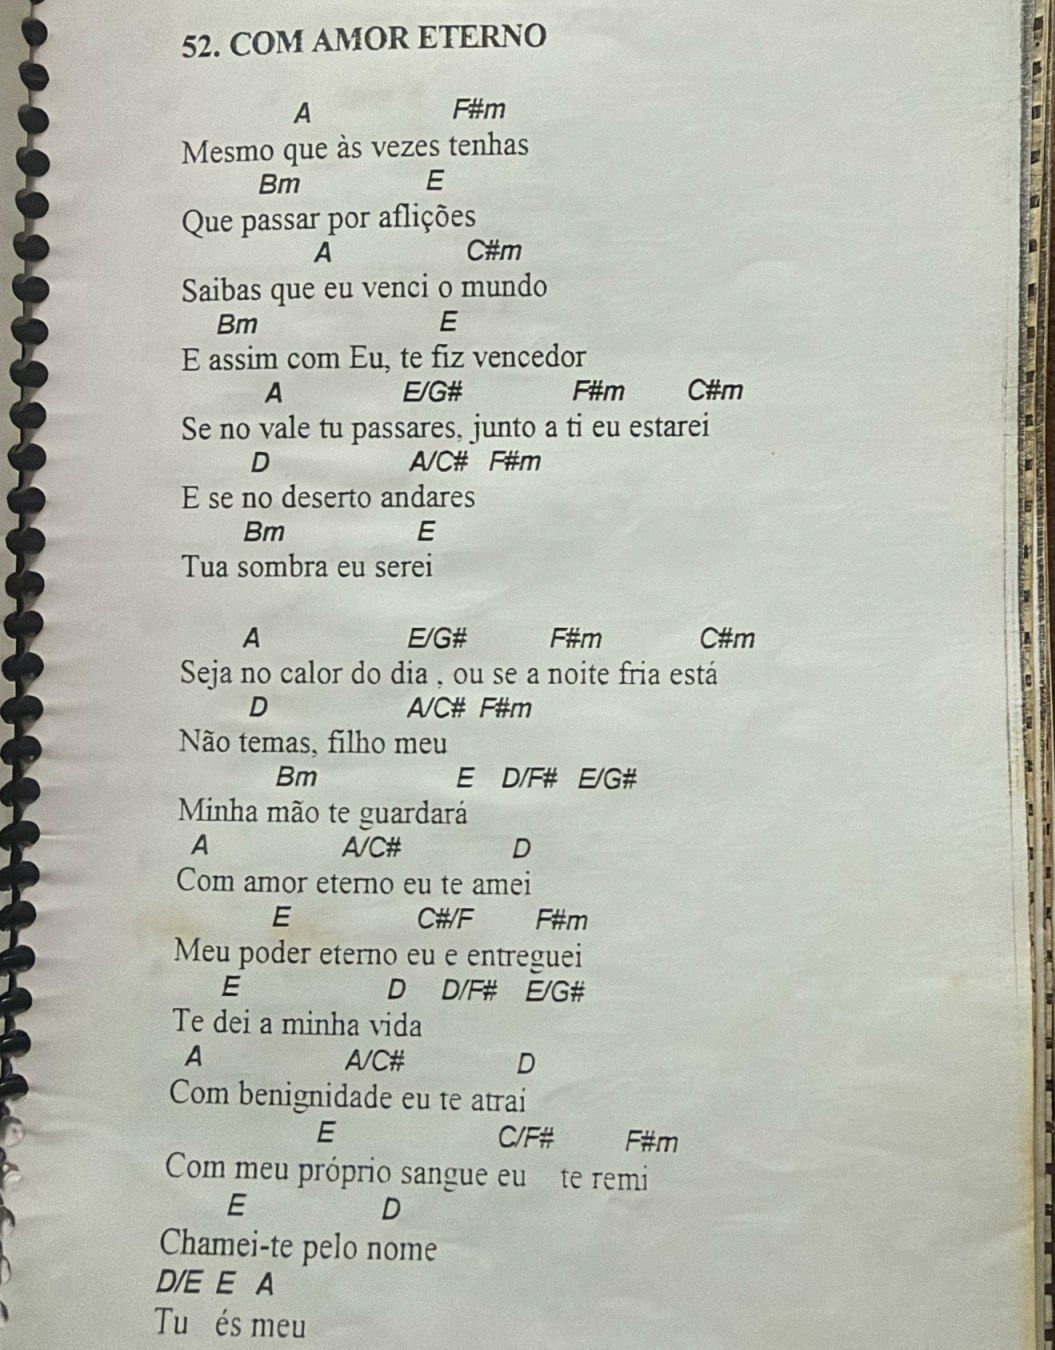 52. COM AMOR ETERNO
A F#m
Mesmo que às vezes tenhas
Bm E
Que passar por aflições
A C#m
Saibas que eu venci o mundo
Bm E
E assim com Eu, te fiz vencedor
A E/G# F#m C#m
Se no vale tu passares, junto a ti eu estarei
D A/C# F#m
E se no deserto andares
Bm E
Tua sombra eu serei
A E/G# F#m C#m
Seja no calor do dia , ou se a noite fria está
D A/C# F#m
Não temas, filho meu
Bm E D/F# E/G#
Minha mão te guardará
A A/C# D
Com amor eterno eu te amei
E C#/F F#m
Meu poder eterno eu e entreguei
E D D/F# E/G#
Te dei a minha vida
A A/C# D
Com benignidade eu te atrai
E C/F# F#m
Com meu próprio sangue eu te remi
E D
Chamei-te pelo nome
D/E E A
Tu és meu